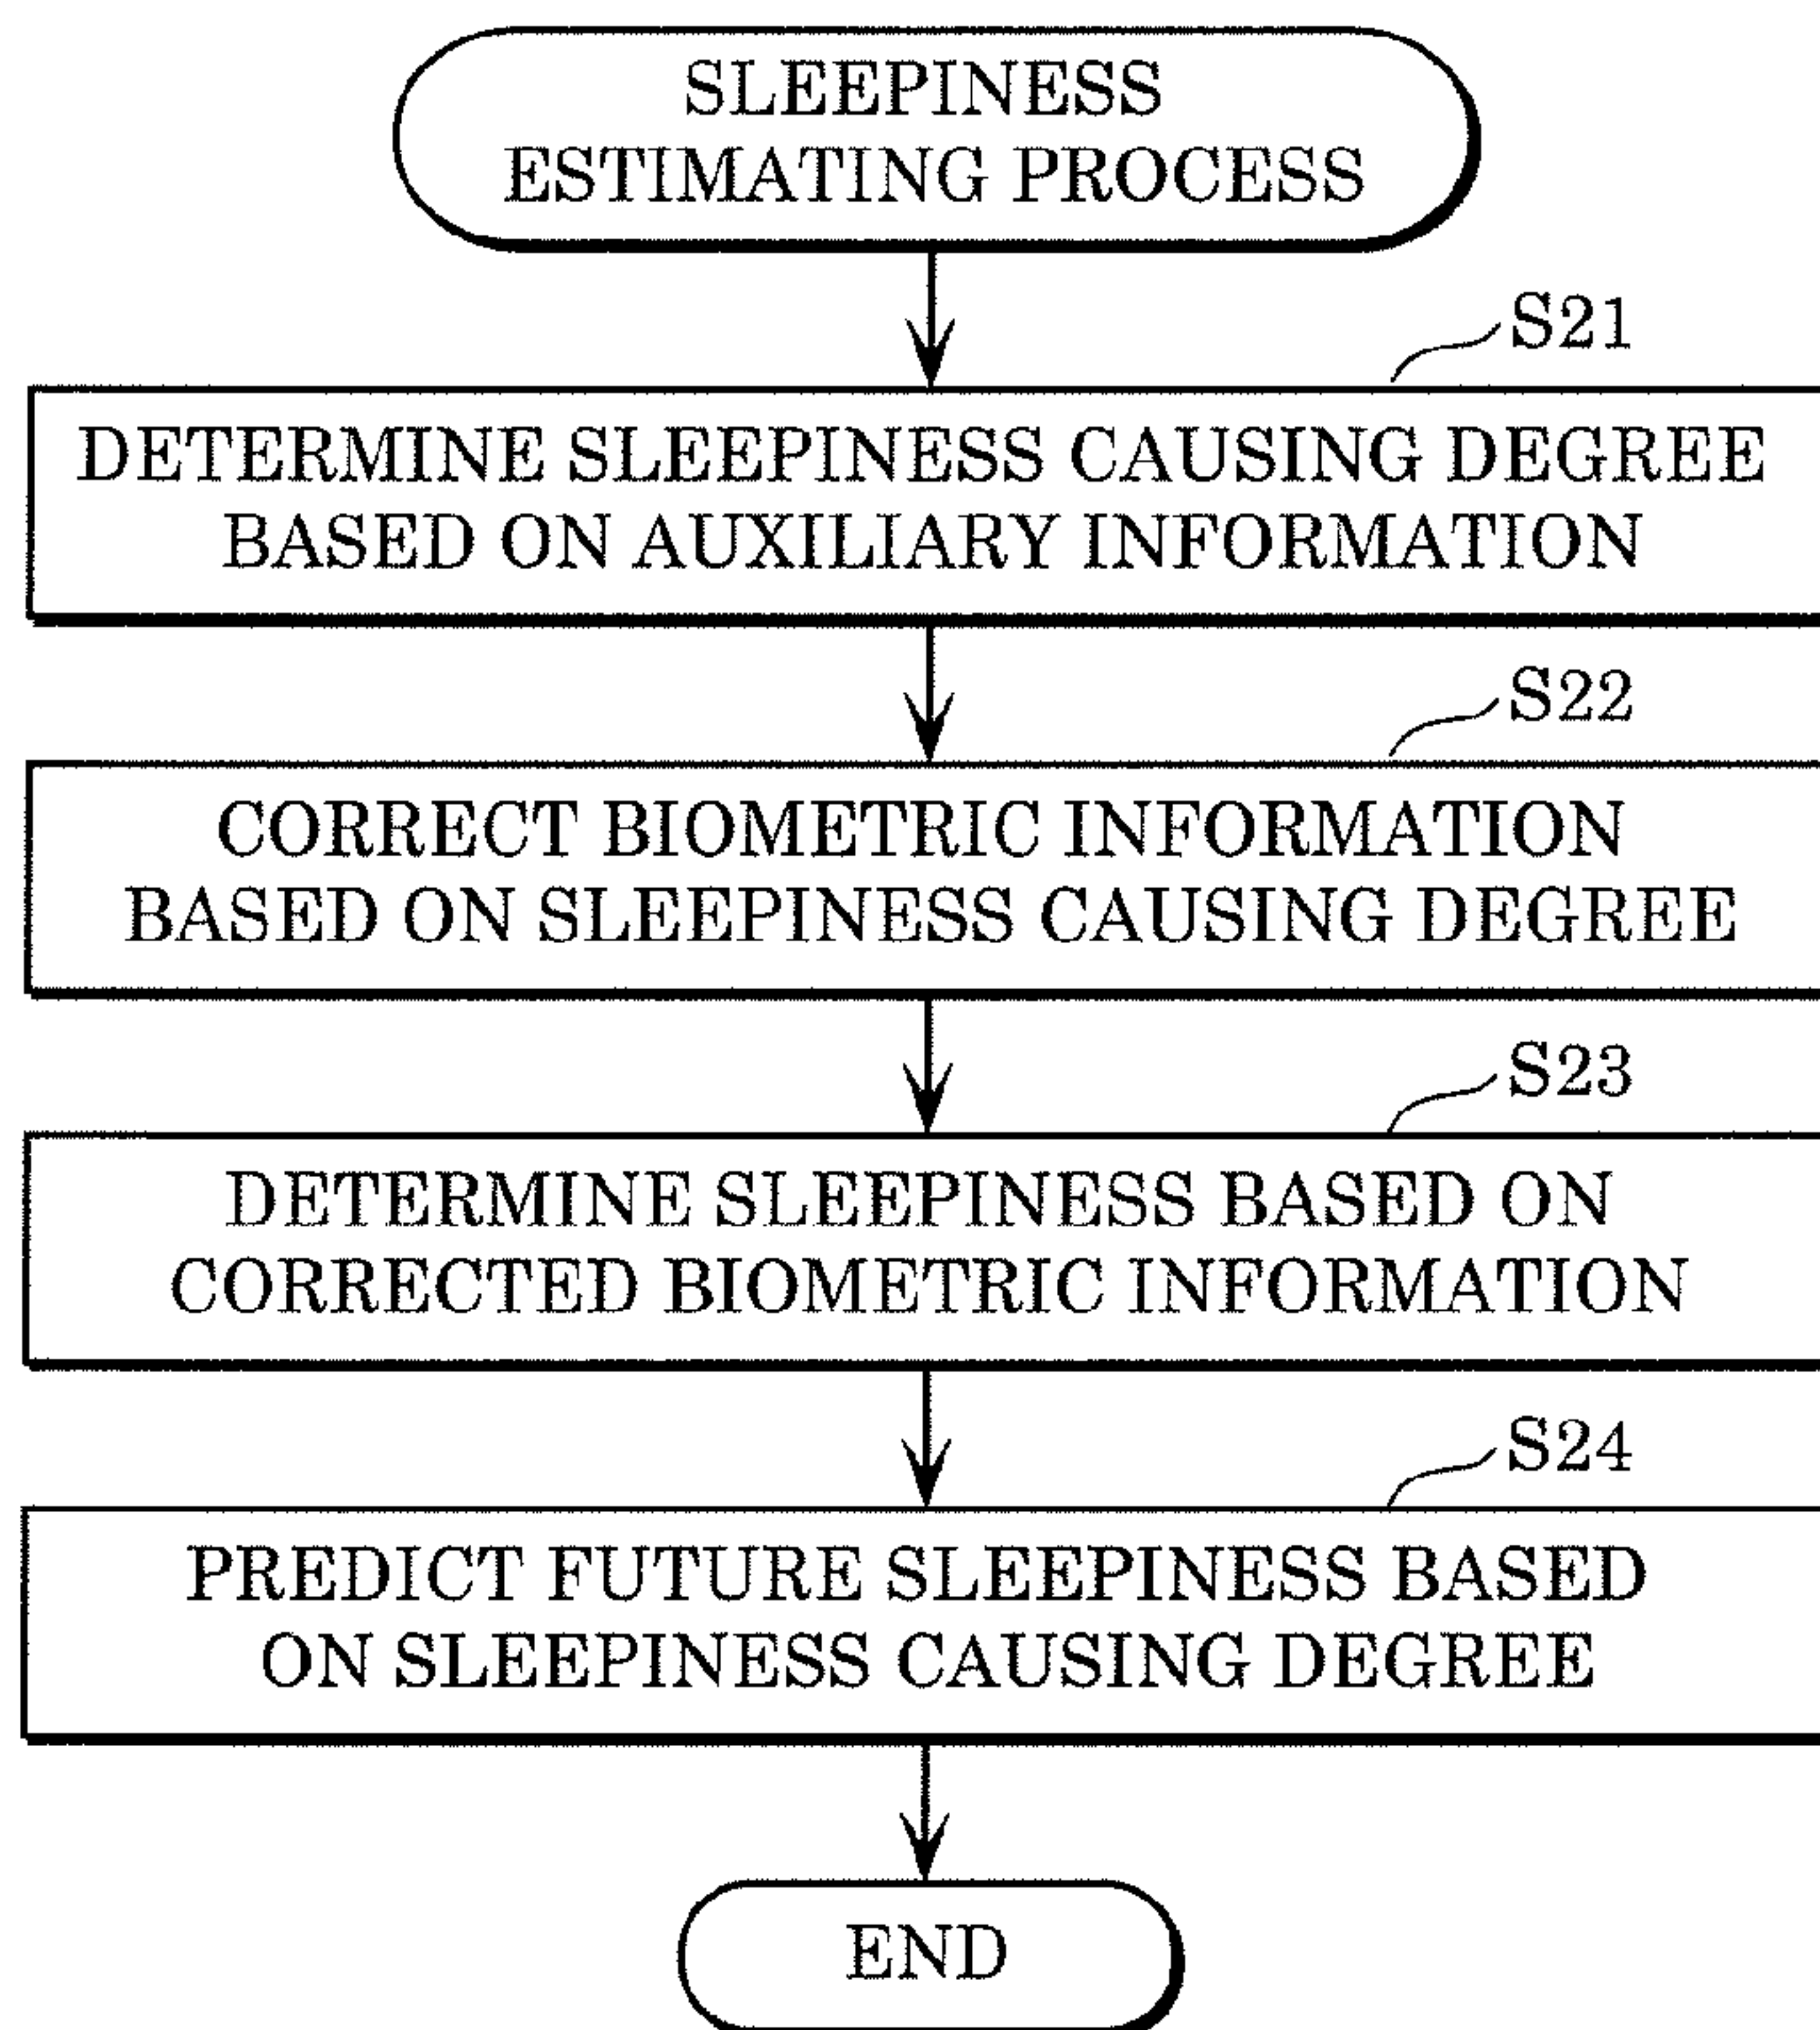 SLEEPINESS
ESTIMATING PROCESS
S21
DETERMINE SLEEPINESS CAUSING DEGREE
BASED ON AUXILIARY INFORMATION
S22
CORRECT BIOMETRIC INFORMATION
BASED ON SLEEPINESS CAUSING DEGREE
S23
DETERMINE SLEEPINESS BASED ON
CORRECTED BIOMETRIC INFORMATION
S24
PREDICT FUTURE SLEEPINESS BASED
ON SLEEPINESS CAUSING DEGREE
END